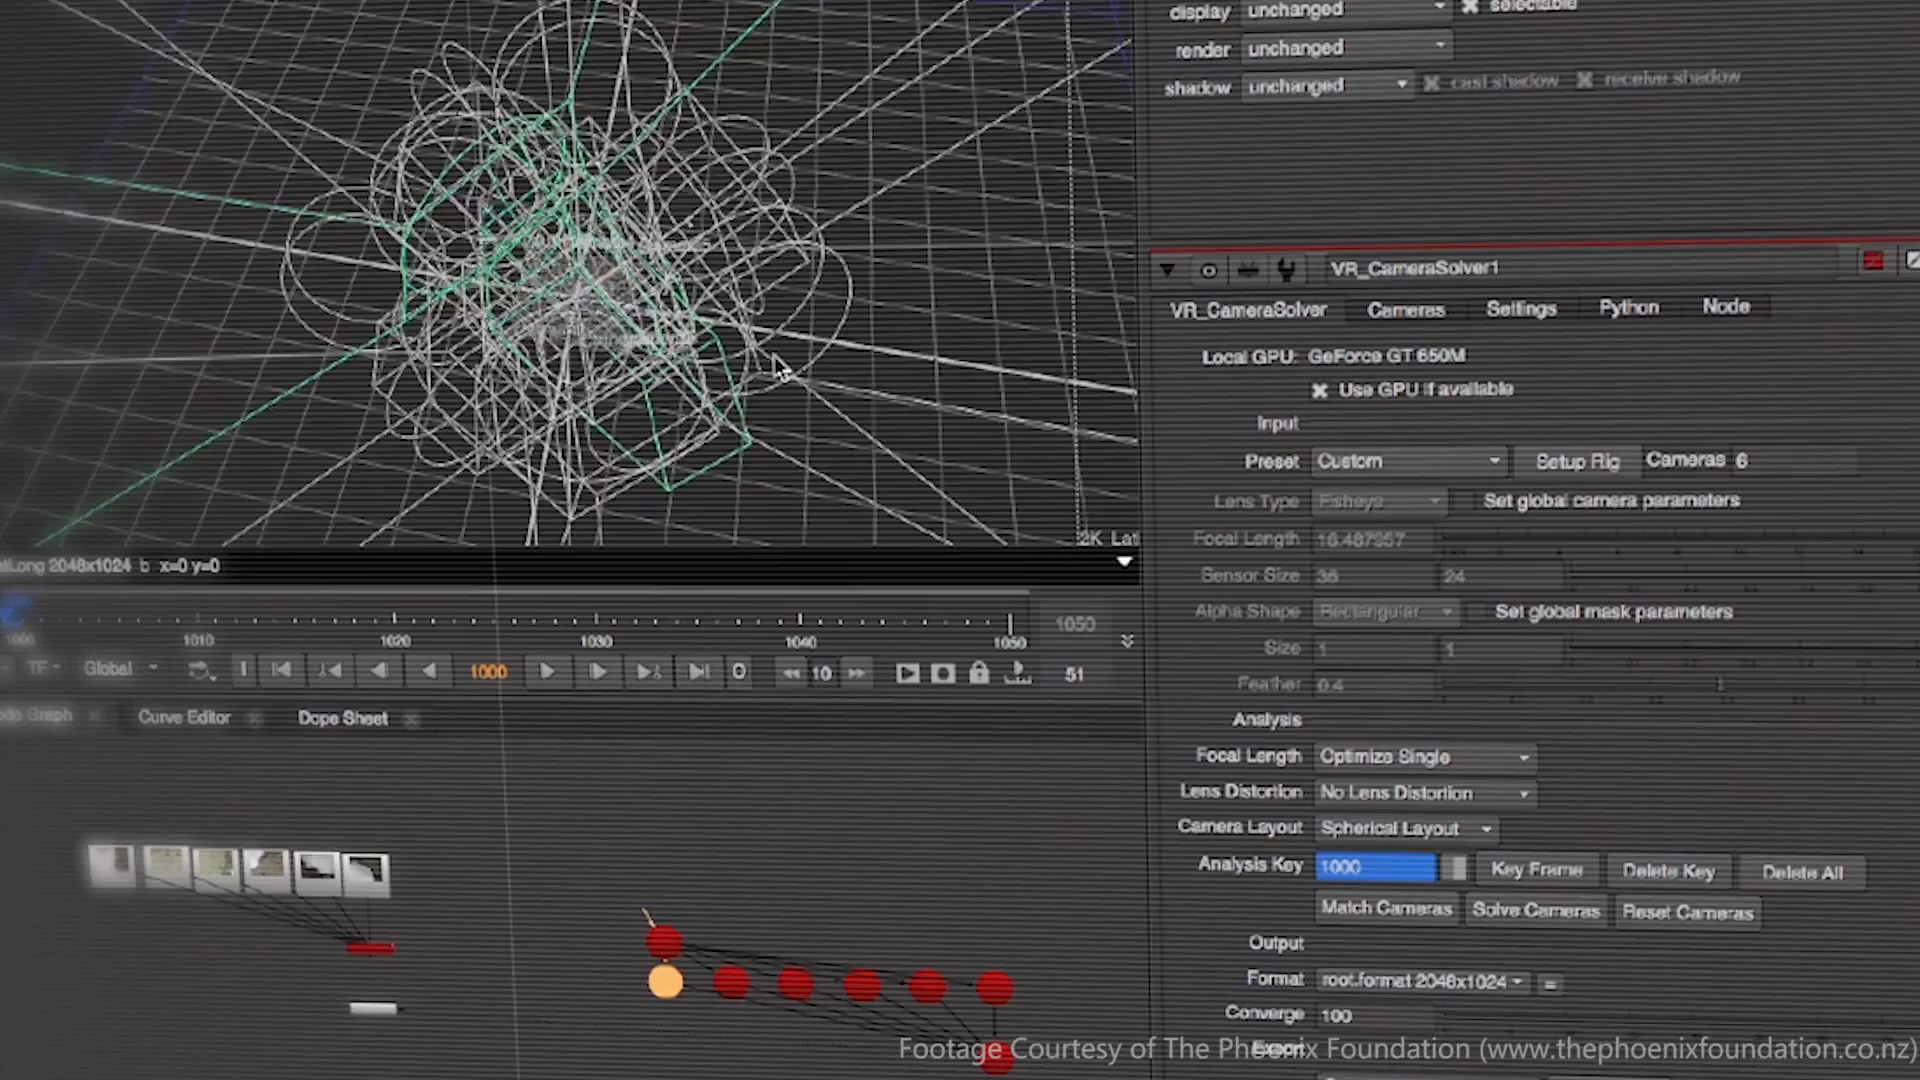 display unchanged selectable
render unchanged
shadow unchanged cast shadow receive shadow
VR_CameraSolver1
VR_CameraSolver Cameras Settings Python Node
Local GPU: GeForce GT 650M
Use GPU if available
Input
Preset Custom Setup Rig Cameras 6
Lens Type Fisheye Set global camera parameters
Focal Length 16.487957
Sensor Size 36 24
Alpha Shape Rectangular Set global mask parameters
Size 1 1
Feather 0.4
Analysis
Focal Length Optimize Single
Lens Distortion No Lens Distortion
Camera Layout Spherical Layout
Analysis Key 1000 Key Frame Delete Key Delete All
Match Cameras Solve Cameras Reset Cameras
Output
Format root.format 2048x1024 =
Converge 100
Export
2K Lat
2048x1024 b x=0 y=0
1000 1010 1020 1030 1040 1050 1050
TF Global 1000 10 51
Graph Curve Editor Dope Sheet
Footage Courtesy of The Phoenix Foundation (www.thephoenixfoundation.co.nz)